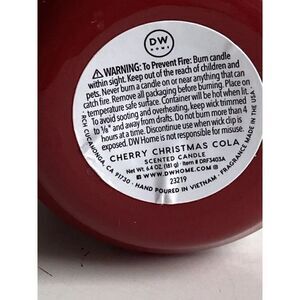 DW
HOME
⚠ WARNING: To Prevent Fire: Burn candle
within sight. Keep out of the reach of children and
pets. Never burn a candle on or near anything that can
catch fire. Remove all packaging before burning. Place on
temperature safe surface. Container will be hot when lit.
To avoid sooting and overheating, keep wick trimmed
to ⅛" and away from drafts. Do not burn more than 4
hours at a time. Discontinue use when wick clip is
exposed. DW Home is not responsible for misuse.
CHERRY CHRISTMAS COLA
SCENTED CANDLE
Net Wt: 6.4 OZ. (181 g) · Item # DRF3403A
WWW.DWHOME.COM
23219
RCH CUCAMONGA, CA 91730 · HAND POURED IN VIETNAM · FRAGRANCE MADE IN THE USA